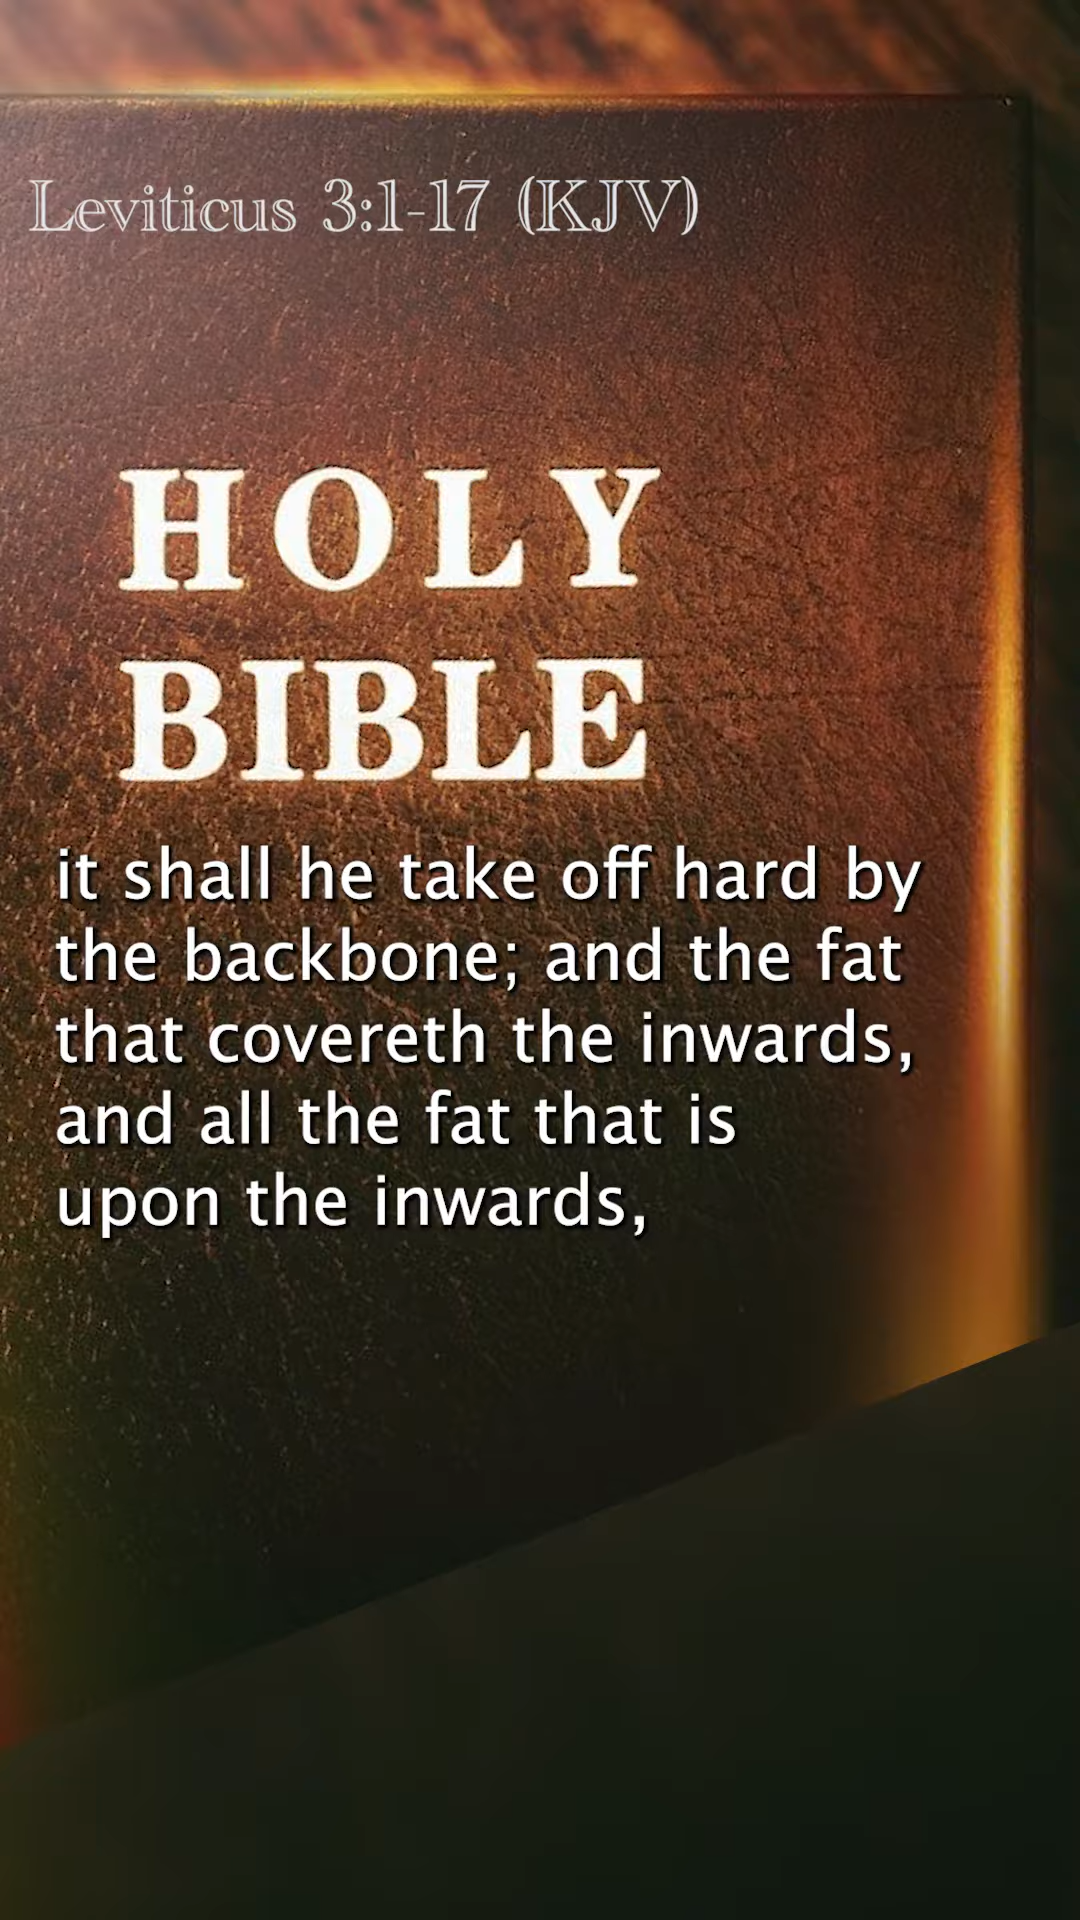 Leviticus 3:1-17 (KJV)
HOLY
BIBLE
it shall he take off hard by
the backbone; and the fat
that covereth the inwards,
and all the fat that is
upon the inwards,